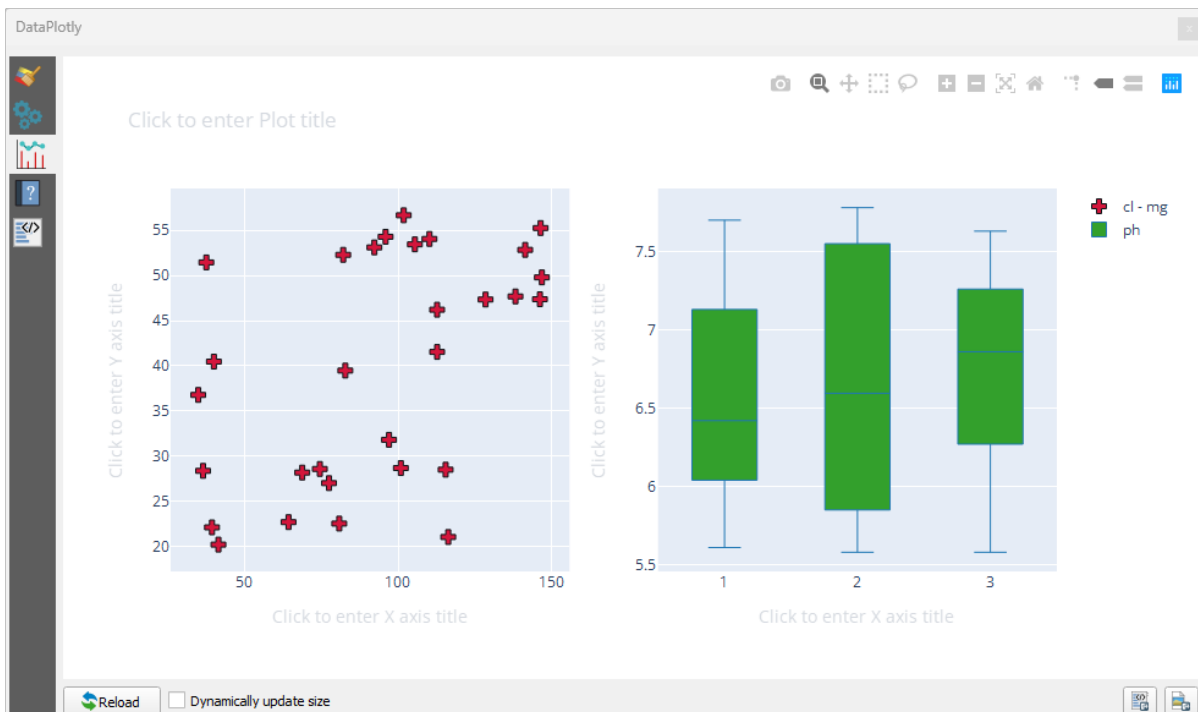 DataPlotly
x
Click to enter Plot title
?
</>
55
50
45
40
35
30
25
20
Click to enter Y axis title
50 100 150
Click to enter X axis title
7.5
7
6.5
6
5.5
Click to enter Y axis title
1 2 3
Click to enter X axis title
cl - mg
ph
Reload Dynamically update size